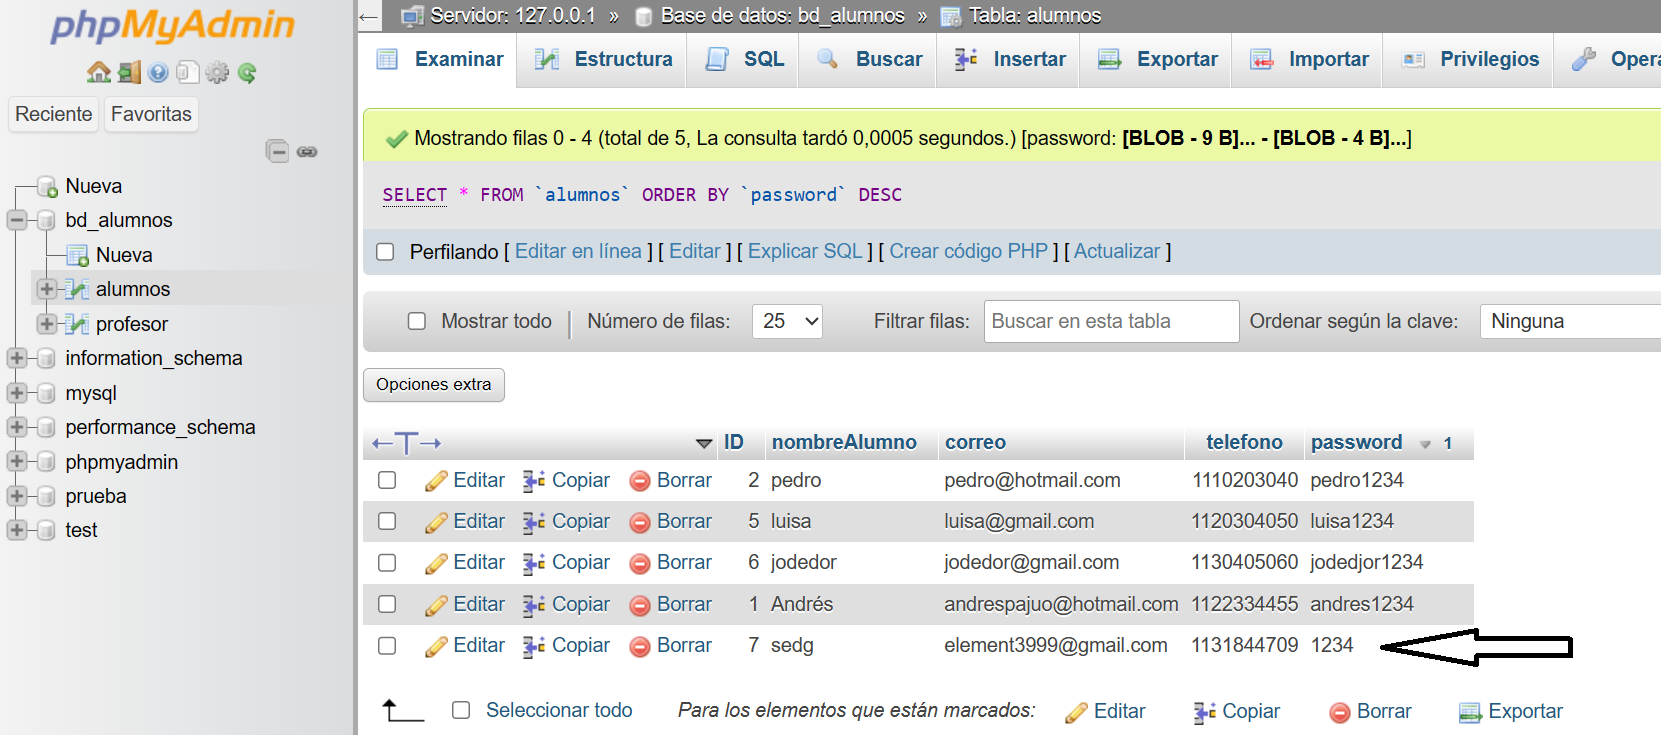 phpMyAdmin
Reciente Favoritas
Nueva
bd_alumnos
Nueva
alumnos
profesor
information_schema
mysql
performance_schema
phpmyadmin
prueba
test
Servidor: 127.0.0.1 » Base de datos: bd_alumnos » Tabla: alumnos
Examinar Estructura SQL Buscar Insertar Exportar Importar Privilegios Opera
Mostrando filas 0 - 4 (total de 5, La consulta tardó 0,0005 segundos.) [password: [BLOB - 9 B]... - [BLOB - 4 B]...]
SELECT * FROM `alumnos` ORDER BY `password` DESC
Perfilando [ Editar en línea ] [ Editar ] [ Explicar SQL ] [ Crear código PHP ] [ Actualizar ]
Mostrar todo | Número de filas: 25 Filtrar filas: Buscar en esta tabla Ordenar según la clave: Ninguna
Opciones extra
←T→ ID nombreAlumno correo telefono password 1
Editar Copiar Borrar 2 pedro pedro@hotmail.com 1110203040 pedro1234
Editar Copiar Borrar 5 luisa luisa@gmail.com 1120304050 luisa1234
Editar Copiar Borrar 6 jodedor jodedor@gmail.com 1130405060 jodedjor1234
Editar Copiar Borrar 1 Andrés andrespajuo@hotmail.com 1122334455 andres1234
Editar Copiar Borrar 7 sedg element3999@gmail.com 1131844709 1234
Seleccionar todo Para los elementos que están marcados: Editar Copiar Borrar Exportar